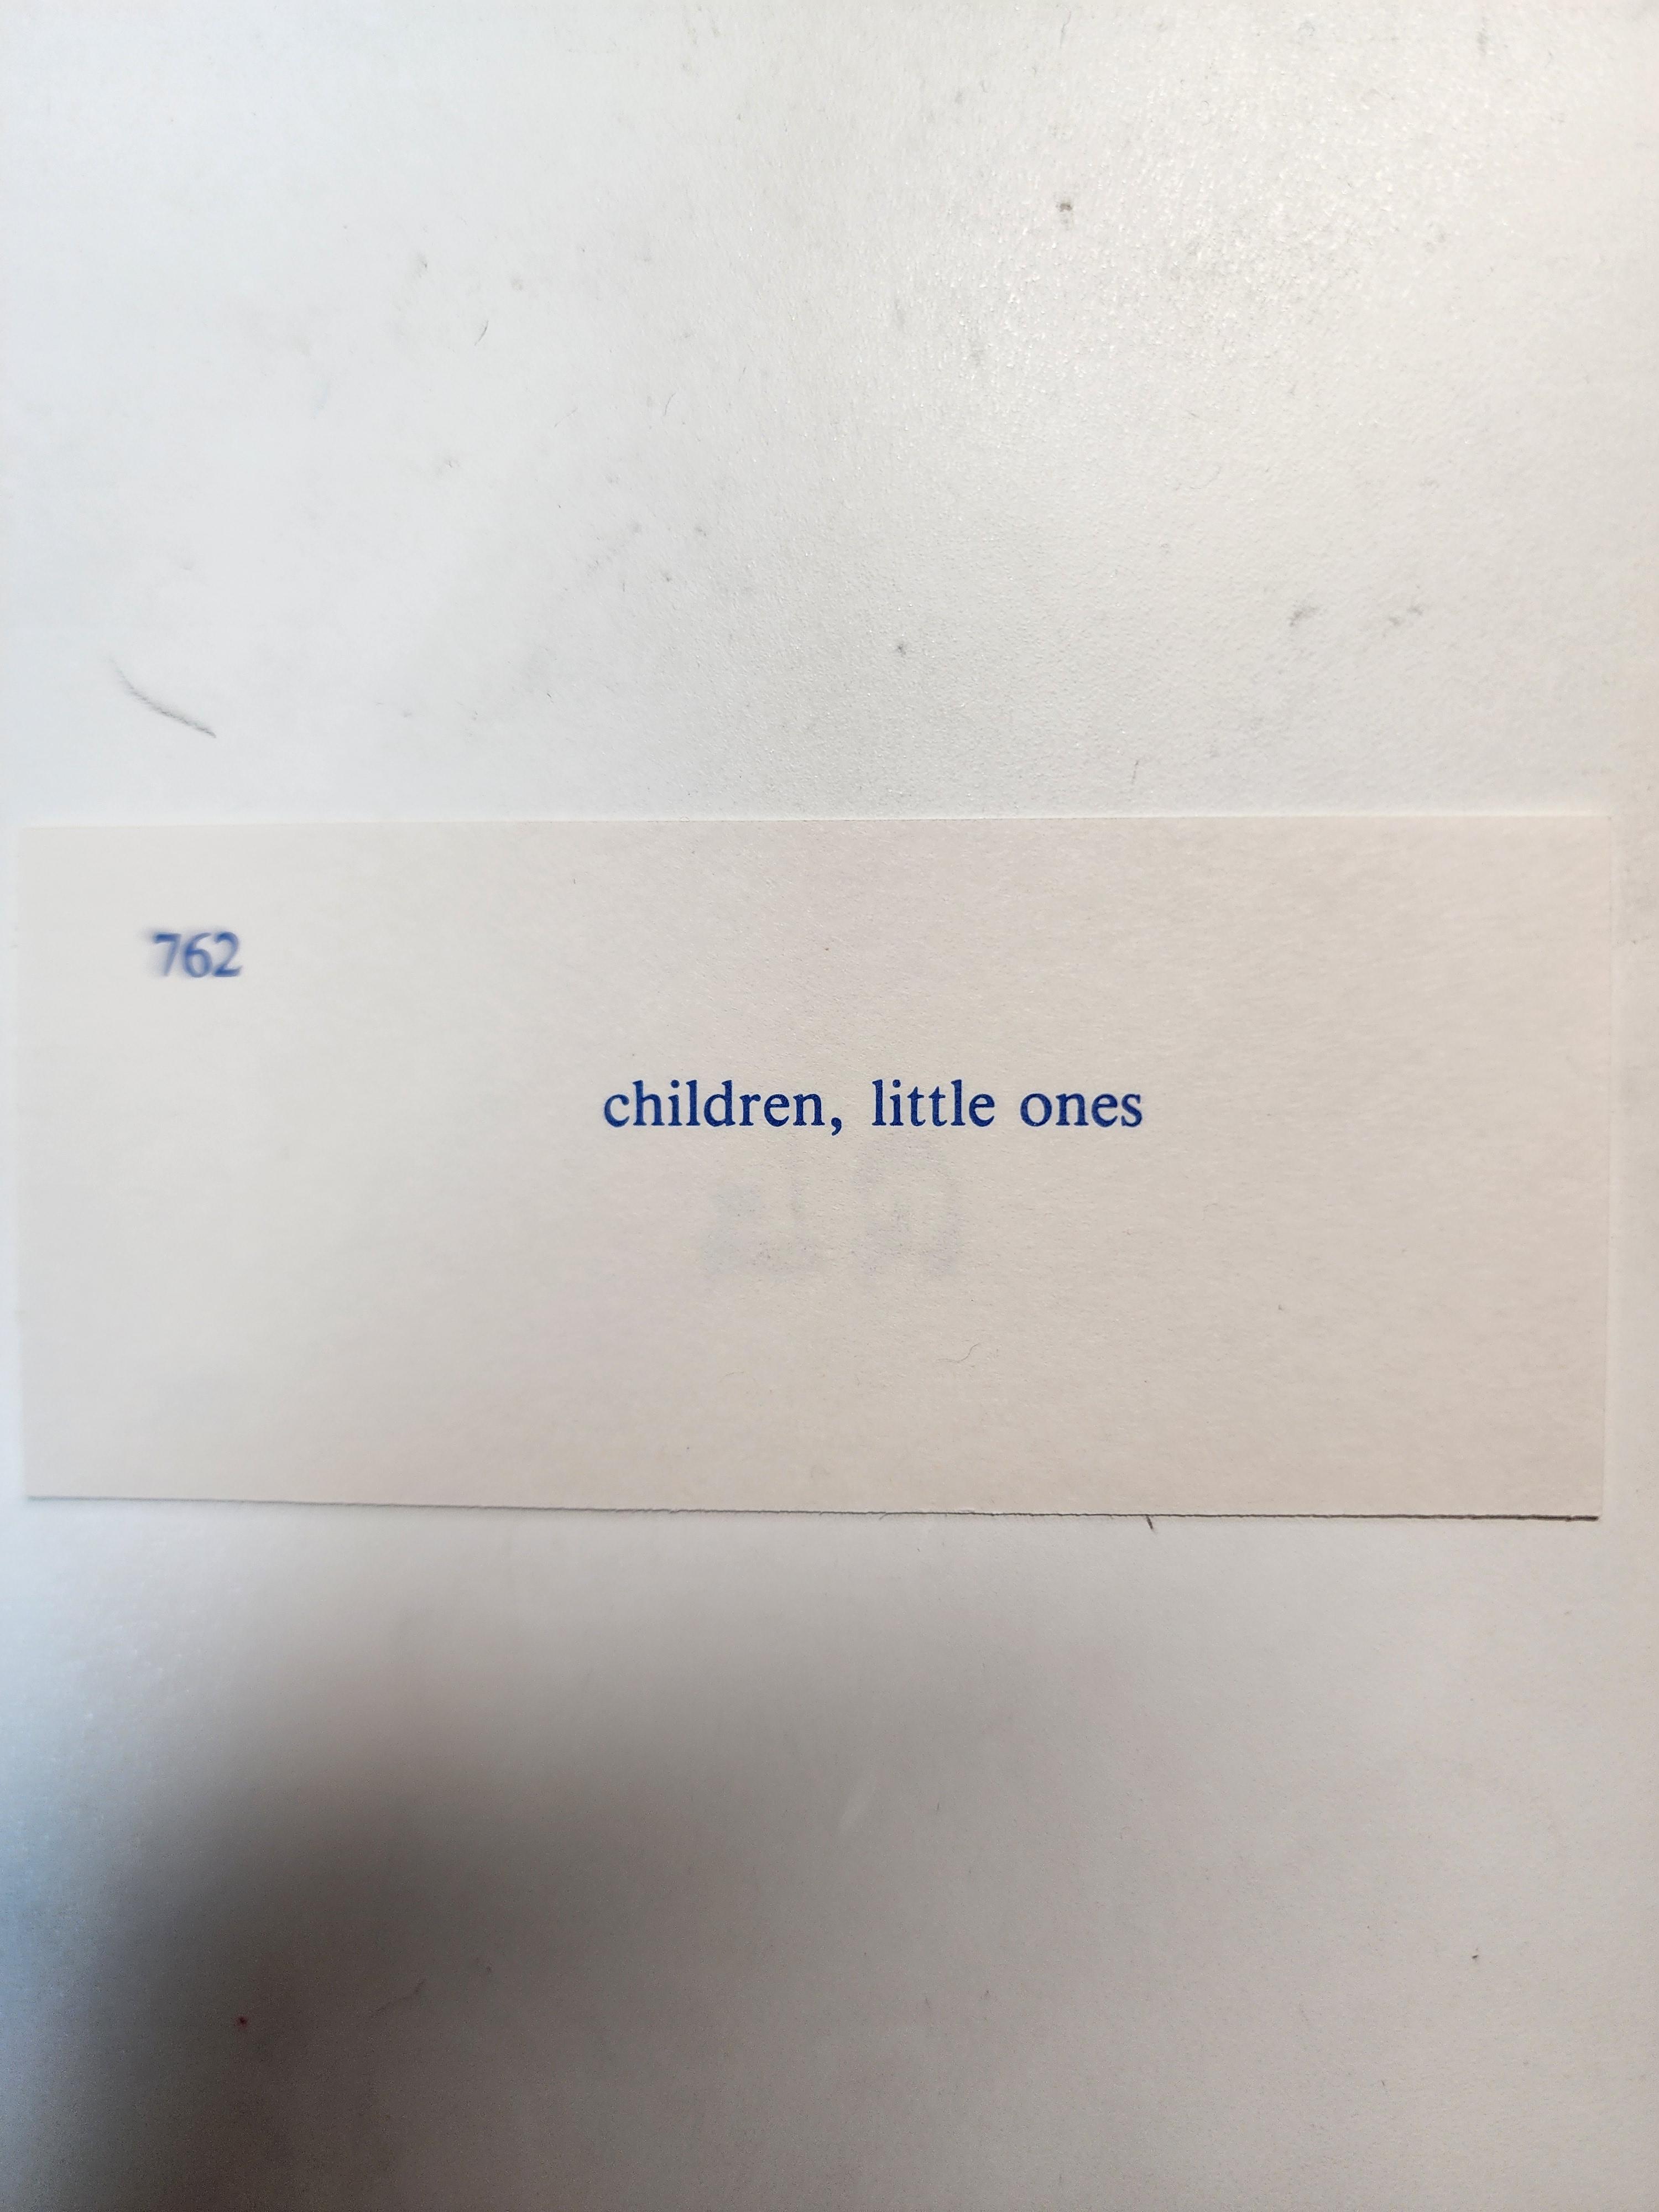 762
children, little ones